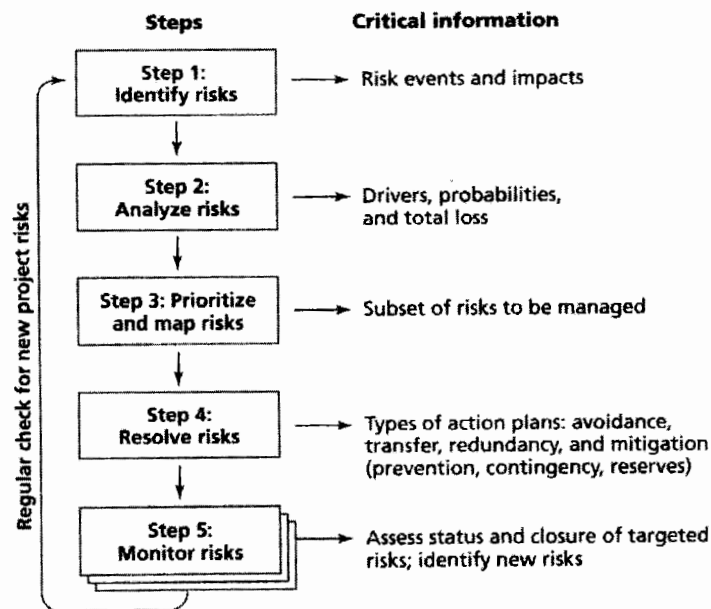 Steps
Critical information
Step 1:
Identify risks
Risk events and impacts
Step 2:
Analyze risks
Drivers, probabilities,
and total loss
Step 3: Prioritize
and map risks
Subset of risks to be managed
Step 4:
Resolve risks
Types of action plans: avoidance,
transfer, redundancy, and mitigation
(prevention, contingency, reserves)
Step 5:
Monitor risks
Assess status and closure of targeted
risks; identify new risks
Regular check for new project risks